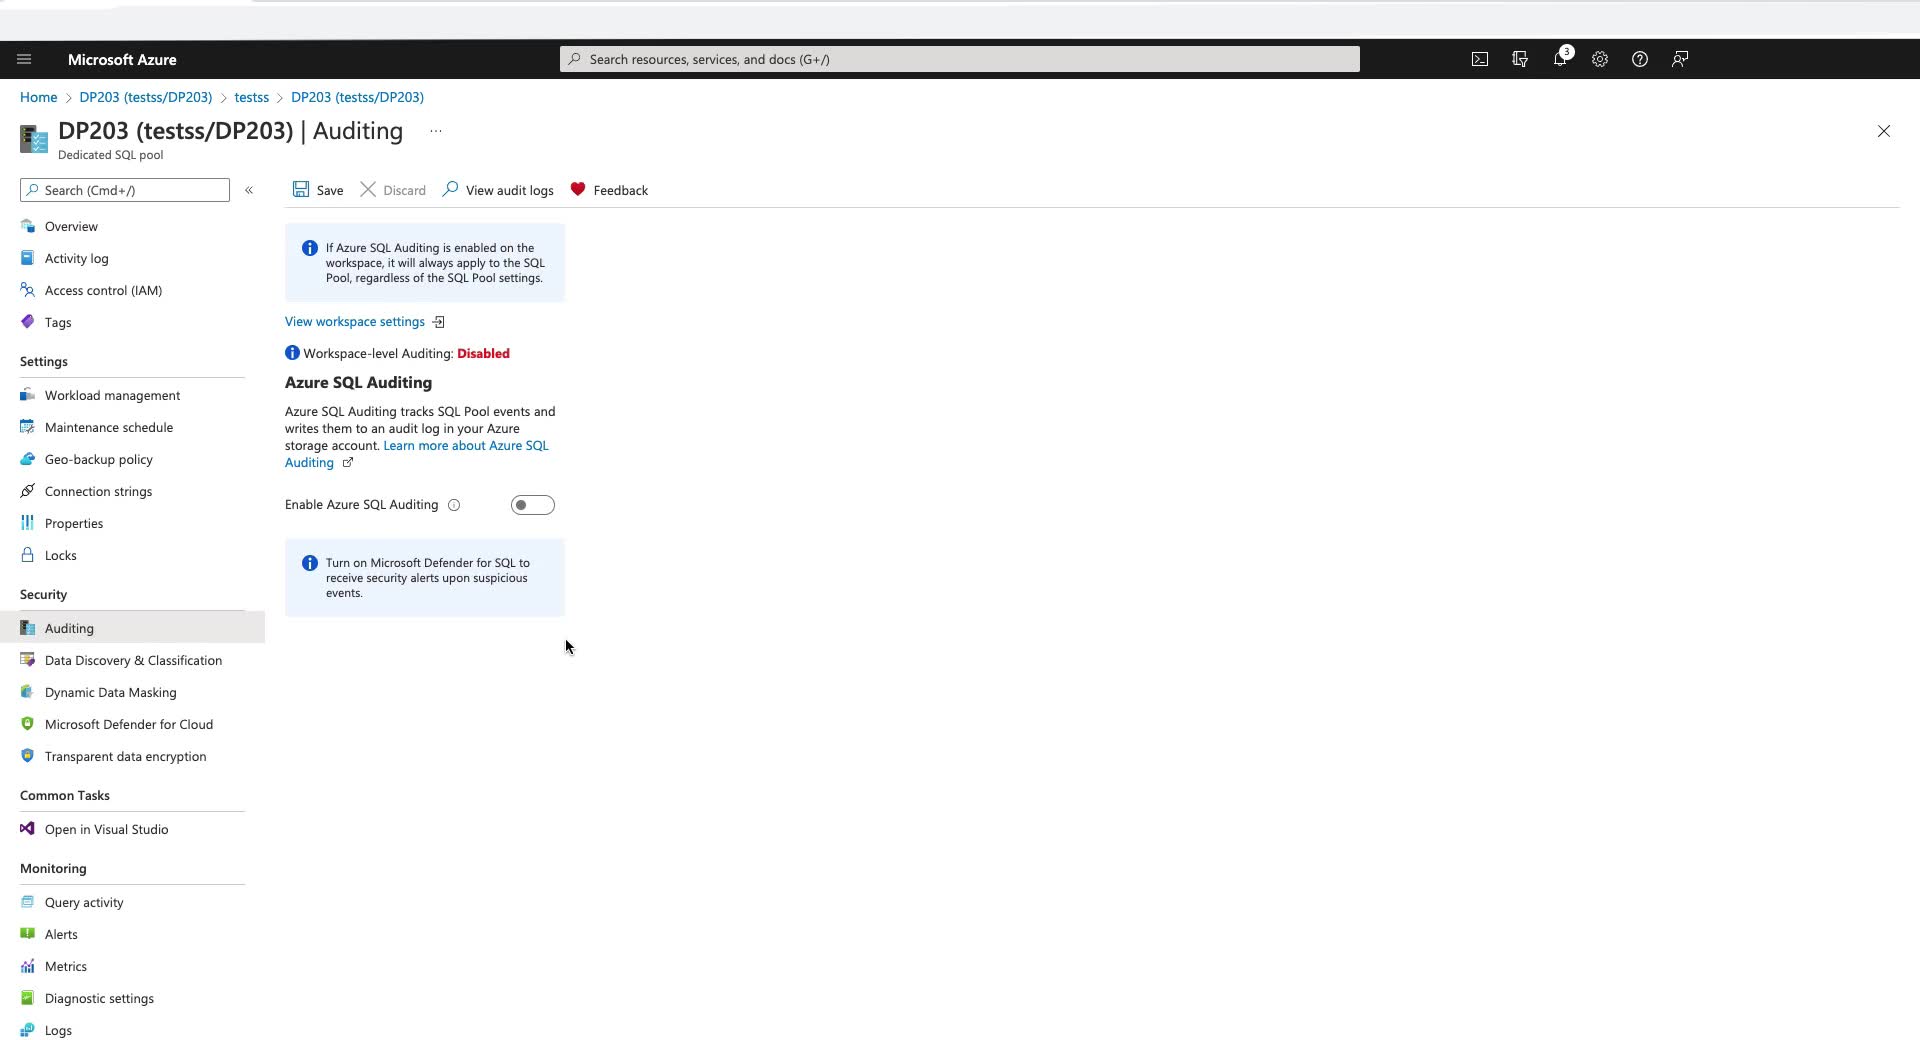 Microsoft Azure
Search resources, services, and docs (G+/)
3
Home > DP203 (testss/DP203) > testss > DP203 (testss/DP203)
DP203 (testss/DP203) | Auditing ...
Dedicated SQL pool
Search (Cmd+/)
«
Save
Discard
View audit logs
Feedback
Overview
Activity log
Access control (IAM)
Tags
Settings
Workload management
Maintenance schedule
Geo-backup policy
Connection strings
Properties
Locks
Security
Auditing
Data Discovery & Classification
Dynamic Data Masking
Microsoft Defender for Cloud
Transparent data encryption
Common Tasks
Open in Visual Studio
Monitoring
Query activity
Alerts
Metrics
Diagnostic settings
Logs
If Azure SQL Auditing is enabled on the
workspace, it will always apply to the SQL
Pool, regardless of the SQL Pool settings.
View workspace settings
Workspace-level Auditing: Disabled
Azure SQL Auditing
Azure SQL Auditing tracks SQL Pool events and
writes them to an audit log in your Azure
storage account. Learn more about Azure SQL
Auditing
Enable Azure SQL Auditing
Turn on Microsoft Defender for SQL to
receive security alerts upon suspicious
events.